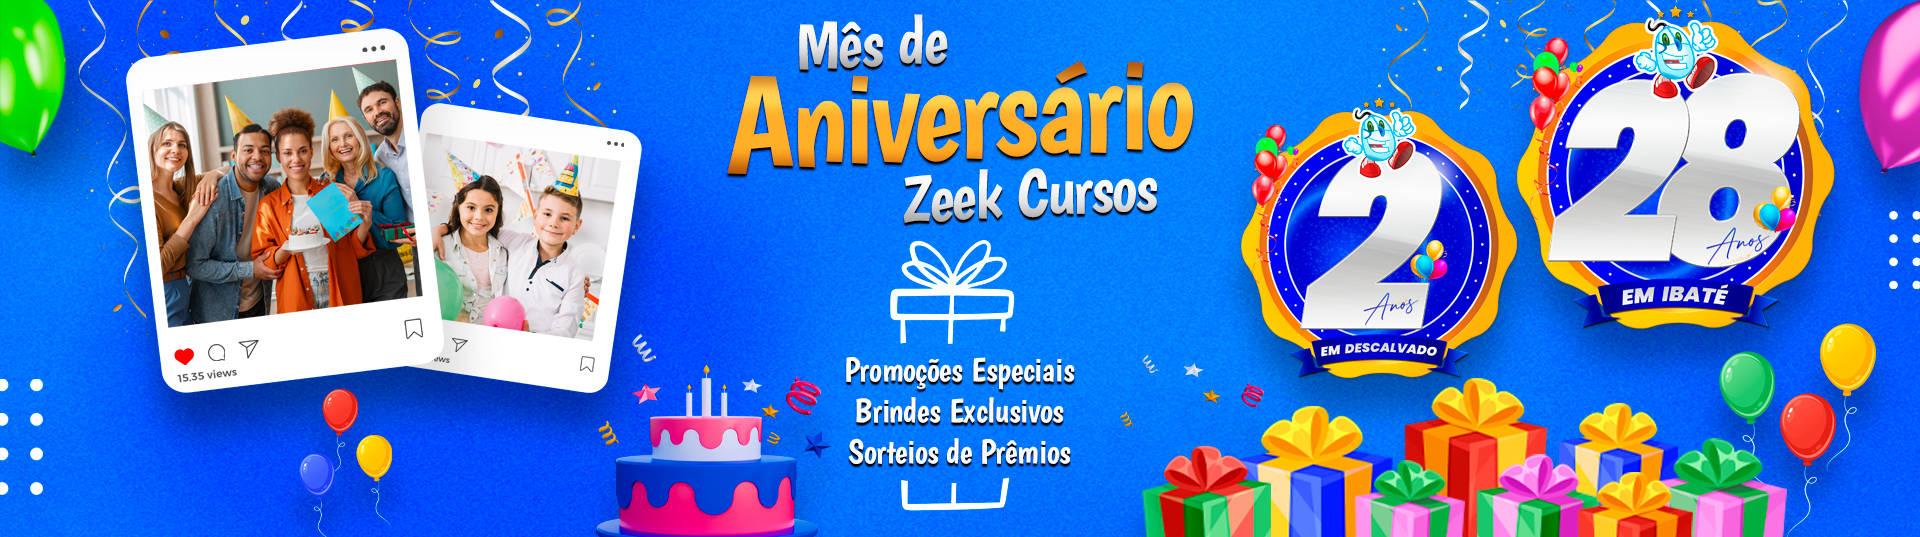 Mês de
Aniversário
Zeek Cursos
15.35 views
ews
Promoções Especiais
Brindes Exclusivos
Sorteios de Prêmios
2
Anos
EM DESCALVADO
28
Anos
EM IBATÉ